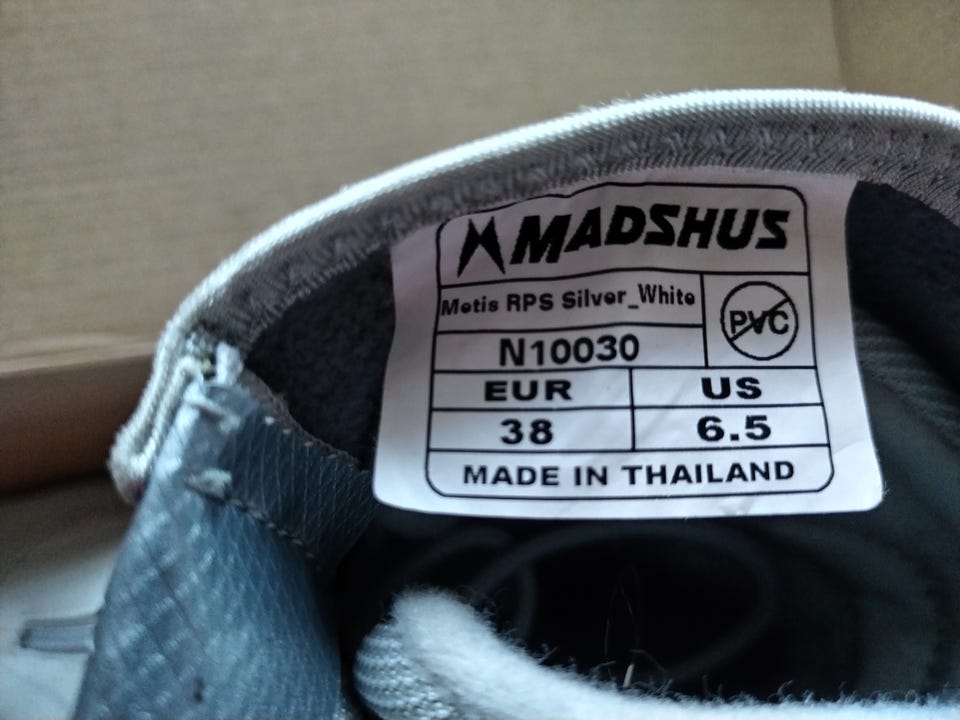 MADSHUS
Metis RPS Silver_White
PVC
N10030
EUR US
38 6.5
MADE IN THAILAND